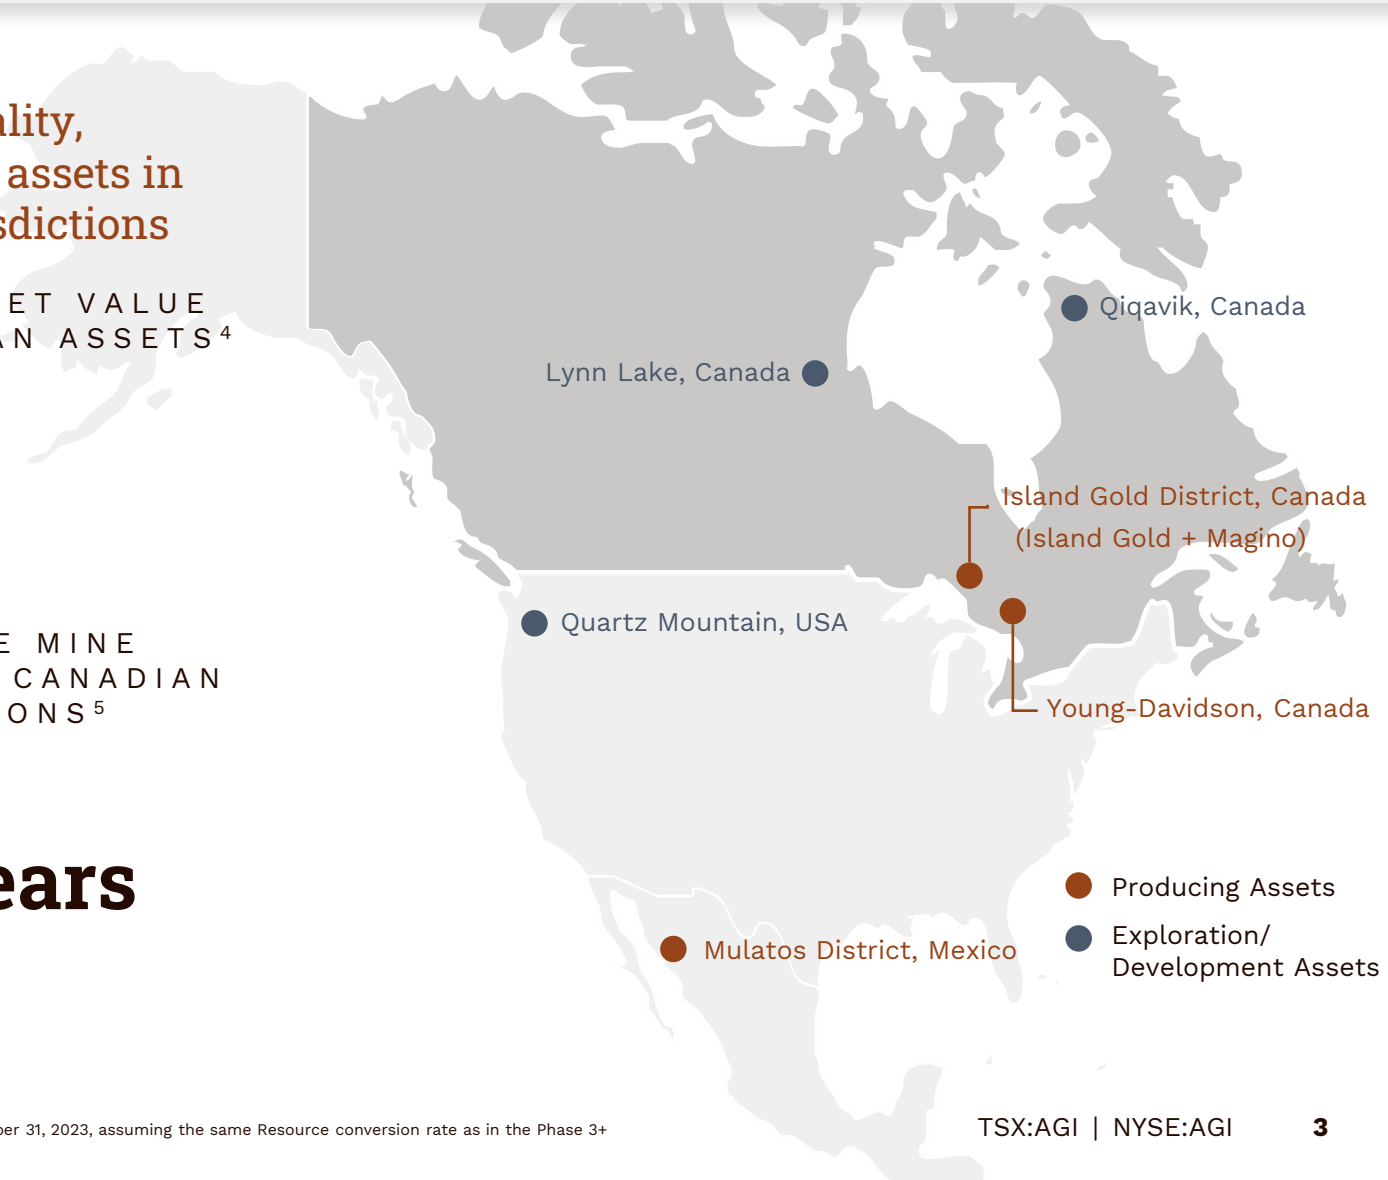 ality,
assets in
sdictions
ET VALUE
AN ASSETS⁴
Qiqavik, Canada
Lynn Lake, Canada
Island Gold District, Canada
(Island Gold + Magino)
Quartz Mountain, USA
E MINE
CANADIAN
ONS⁵
Young-Davidson, Canada
ears
Producing Assets
Exploration/
Development Assets
Mulatos District, Mexico
ber 31, 2023, assuming the same Resource conversion rate as in the Phase 3+
TSX:AGI | NYSE:AGI 3